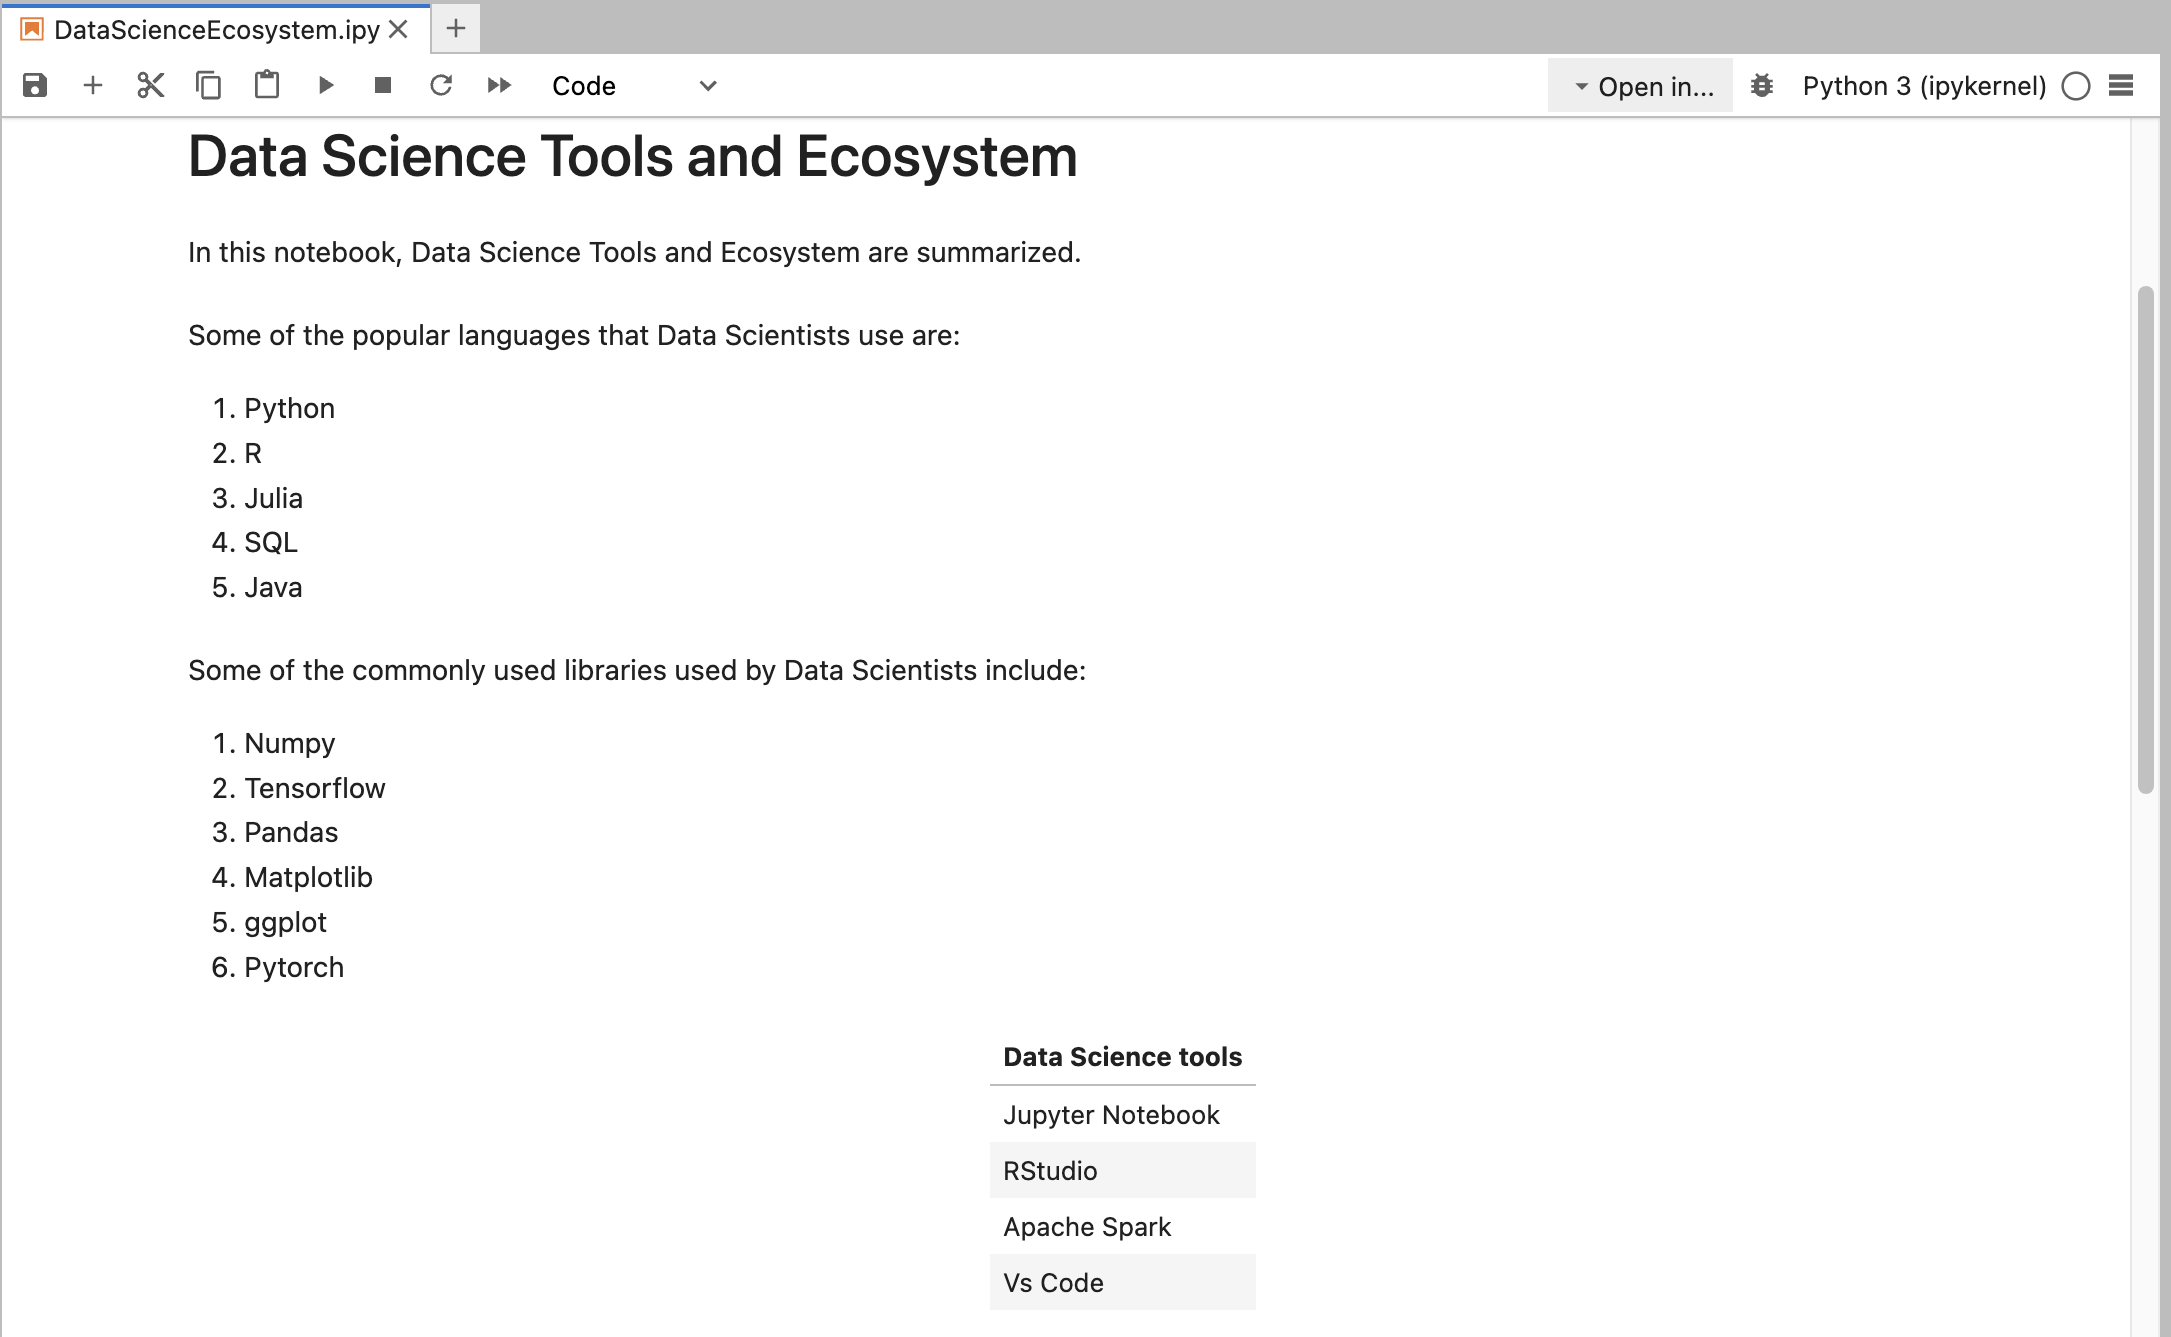 DataScienceEcosystem.ipy
Code
Open in...
Python 3 (ipykernel)
Data Science Tools and Ecosystem
In this notebook, Data Science Tools and Ecosystem are summarized.
Some of the popular languages that Data Scientists use are:
1. Python
2. R
3. Julia
4. SQL
5. Java
Some of the commonly used libraries used by Data Scientists include:
1. Numpy
2. Tensorflow
3. Pandas
4. Matplotlib
5. ggplot
6. Pytorch
Data Science tools
Jupyter Notebook
RStudio
Apache Spark
Vs Code